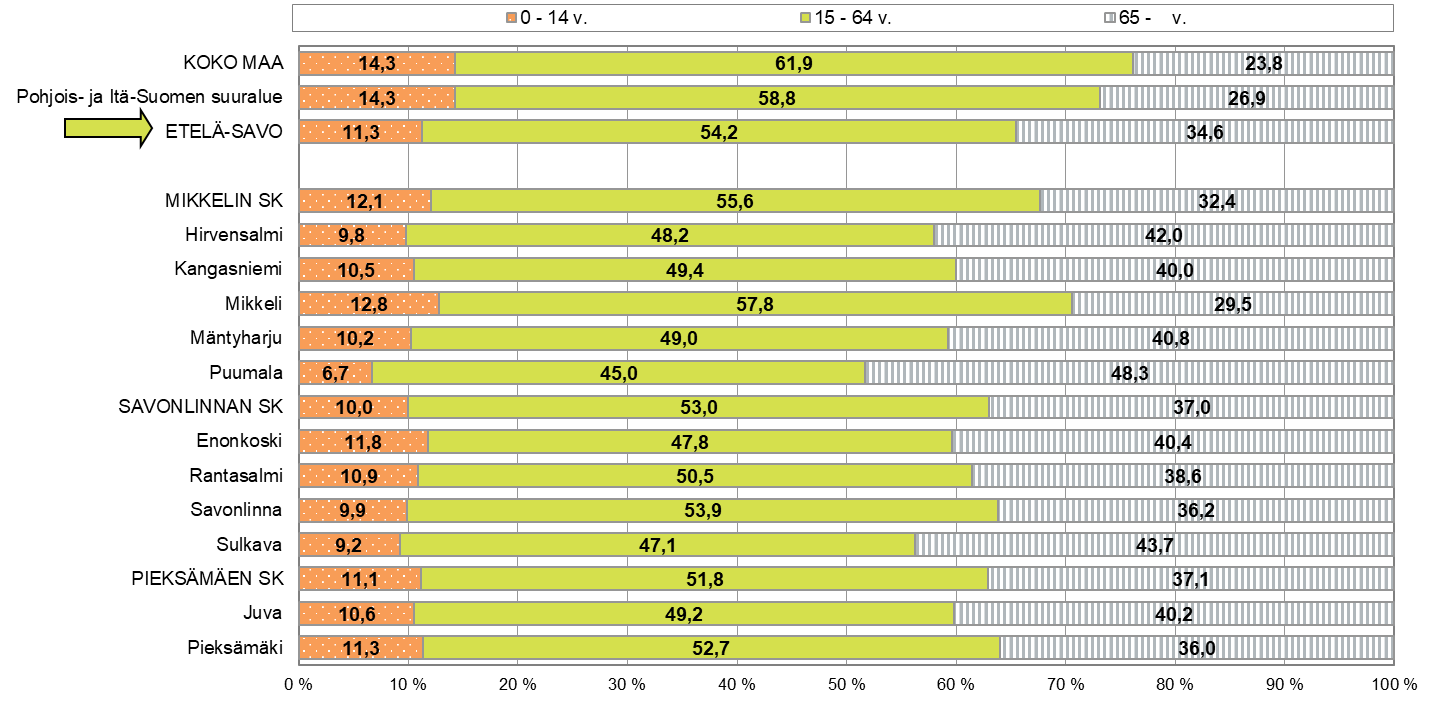 0 - 14 v. 15 - 64 v. 65 - v.
KOKO MAA 14,3 61,9 23,8
Pohjois- ja Itä-Suomen suuralue 14,3 58,8 26,9
ETELÄ-SAVO 11,3 54,2 34,6
MIKKELIN SK 12,1 55,6 32,4
Hirvensalmi 9,8 48,2 42,0
Kangasniemi 10,5 49,4 40,0
Mikkeli 12,8 57,8 29,5
Mäntyharju 10,2 49,0 40,8
Puumala 6,7 45,0 48,3
SAVONLINNAN SK 10,0 53,0 37,0
Enonkoski 11,8 47,8 40,4
Rantasalmi 10,9 50,5 38,6
Savonlinna 9,9 53,9 36,2
Sulkava 9,2 47,1 43,7
PIEKSÄMÄEN SK 11,1 51,8 37,1
Juva 10,6 49,2 40,2
Pieksämäki 11,3 52,7 36,0
0 % 10 % 20 % 30 % 40 % 50 % 60 % 70 % 80 % 90 % 100 %